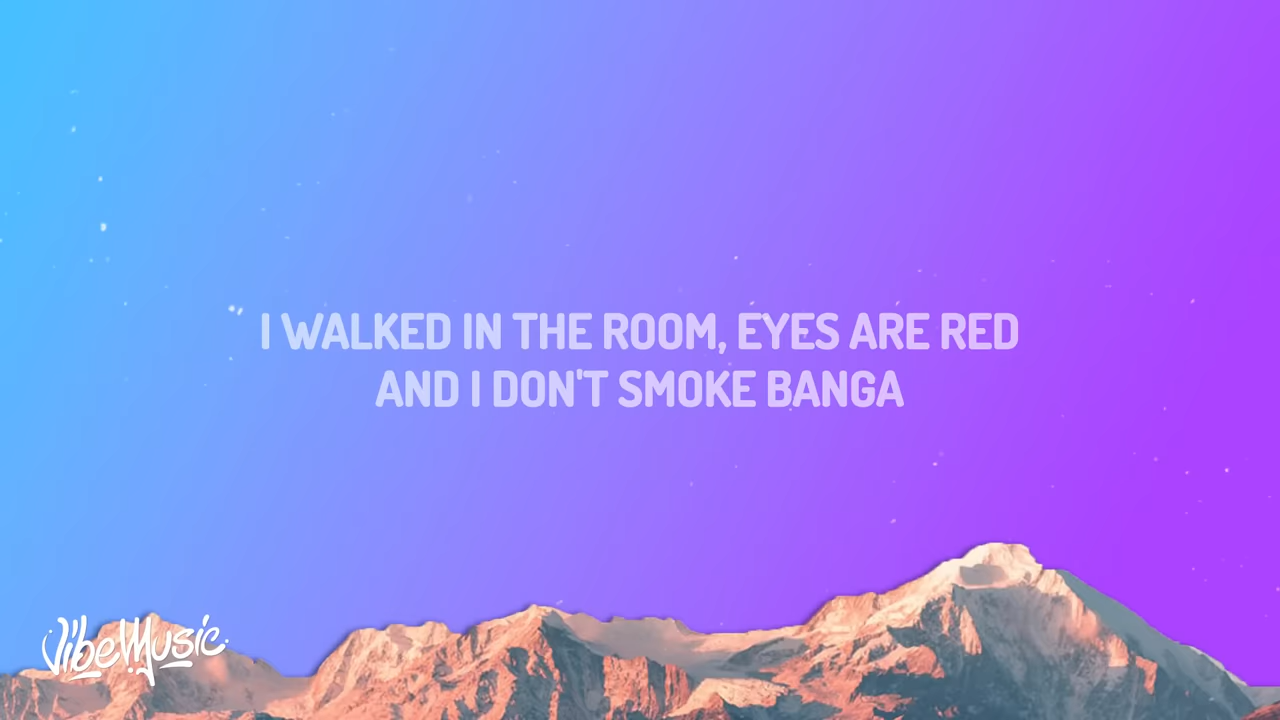 I WALKED IN THE ROOM, EYES ARE RED
AND I DON'T SMOKE BANGA
VibeMusic